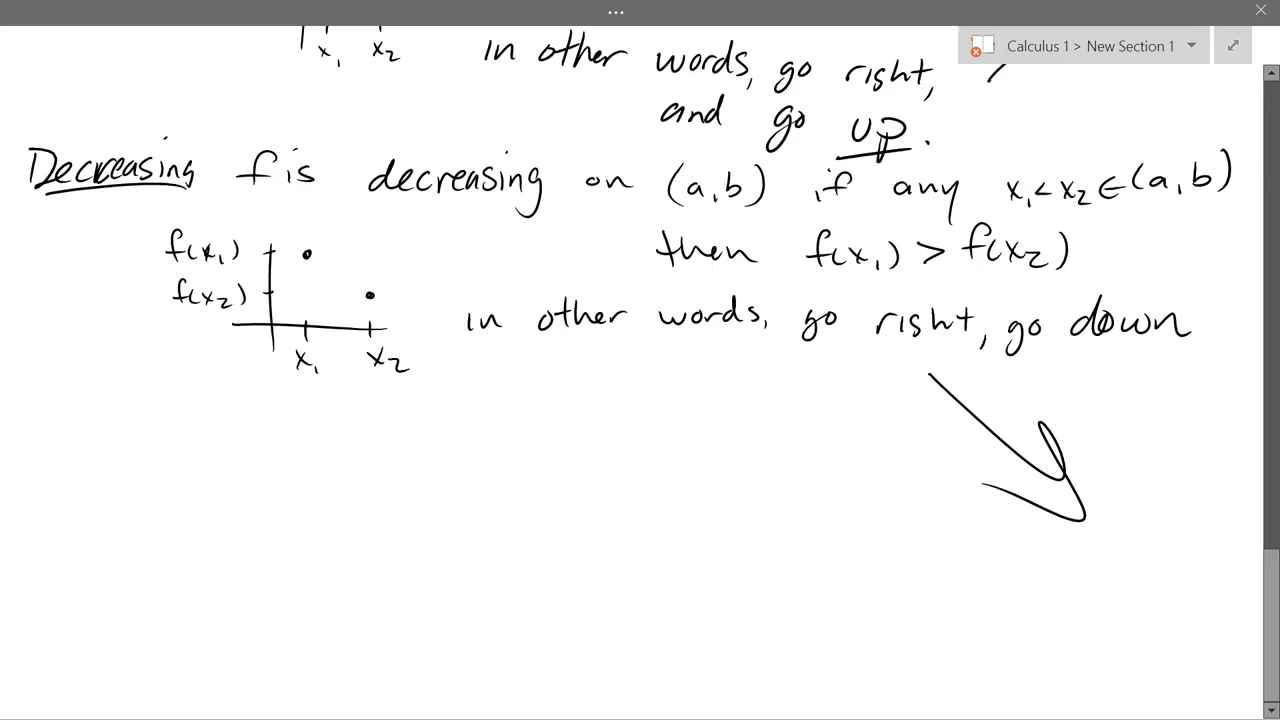 ...
Calculus 1 > New Section 1
x₁ x₂ in other words, go right,
and go up.
Decreasing f is decreasing on (a,b) if any x₁<x₂∈(a,b)
f(x₁) then f(x₁) > f(x₂)
f(x₂) in other words, go right, go down
x₁ x₂